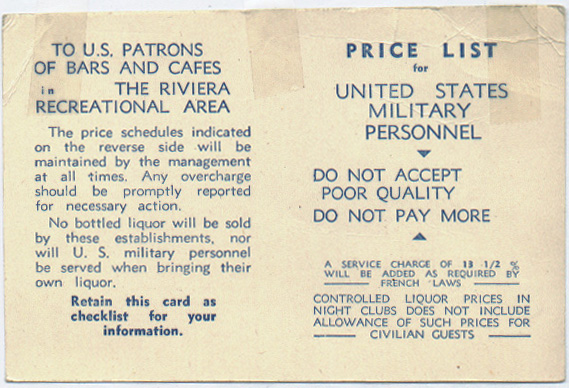 TO U.S. PATRONS
OF BARS AND CAFES
in THE RIVIERA
RECREATIONAL AREA
The price schedules indicated
on the reverse side will be
maintained by the management
at all times. Any overcharge
should be promptly reported
for necessary action.
No bottled liquor will be sold
by these establishments, nor
will U. S. military personnel
be served when bringing their
own liquor.
Retain this card as
checklist for your
information.
PRICE LIST
for
UNITED STATES
MILITARY
PERSONNEL
DO NOT ACCEPT
POOR QUALITY
DO NOT PAY MORE
A SERVICE CHARGE OF 13 1/2 %
WILL BE ADDED AS REQUIRED BY
FRENCH LAWS
CONTROLLED LIQUOR PRICES IN
NIGHT CLUBS DOES NOT INCLUDE
ALLOWANCE OF SUCH PRICES FOR
CIVILIAN GUESTS